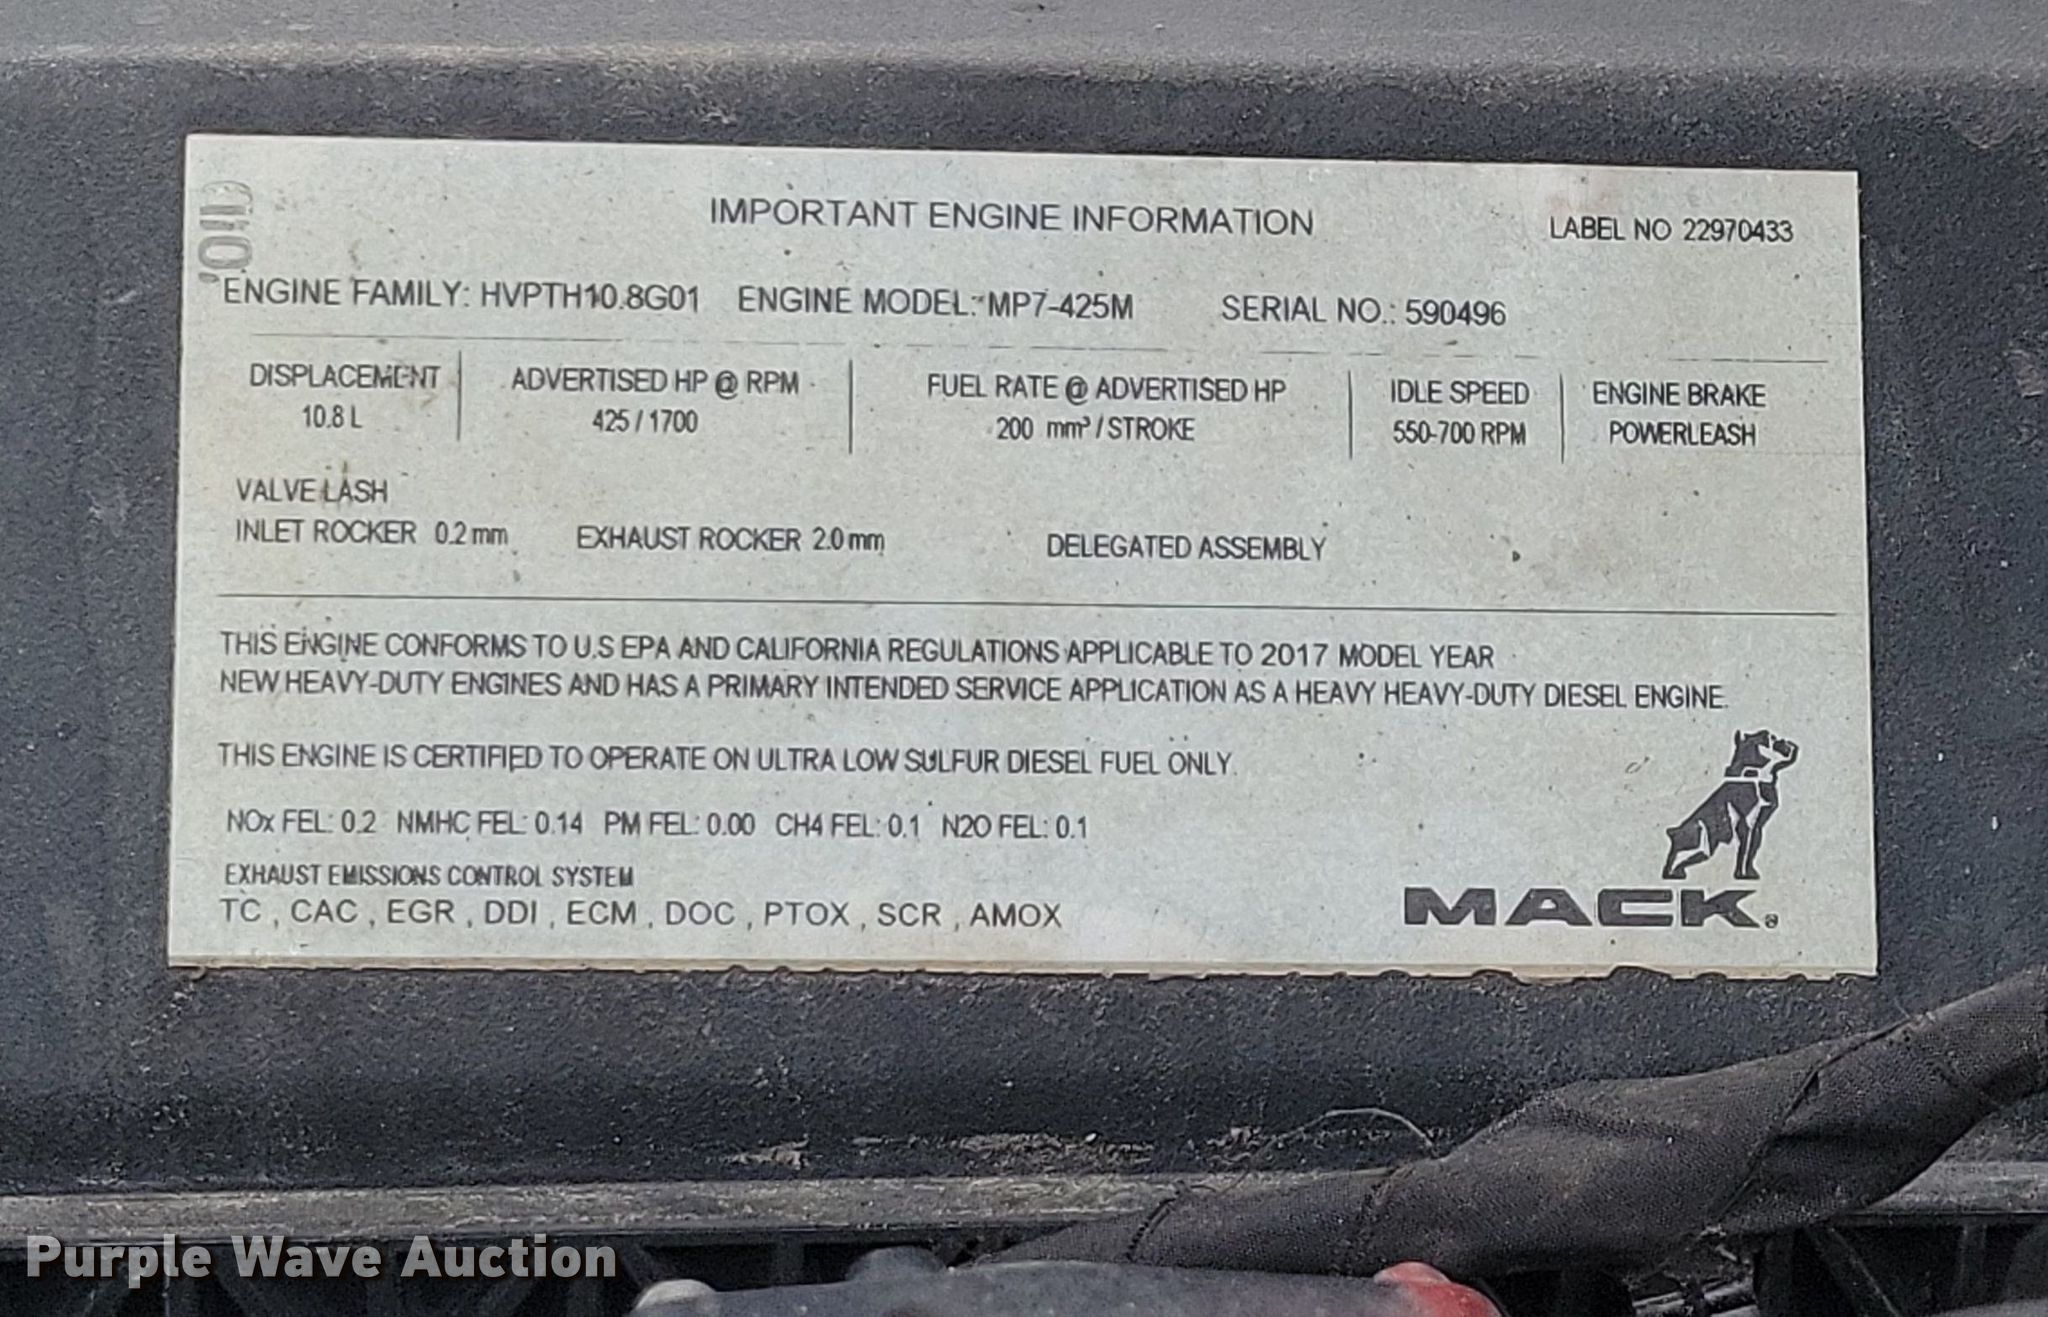 IMPORTANT ENGINE INFORMATION
LABEL NO 22970433
ENGINE FAMILY: HVPTH10.8G01 ENGINE MODEL: MP7-425M SERIAL NO.: 590496
DISPLACEMENT ADVERTISED HP @ RPM FUEL RATE @ ADVERTISED HP IDLE SPEED ENGINE BRAKE
10.8 L 425 / 1700 200 mm³ / STROKE 550-700 RPM POWERLEASH
VALVE LASH
INLET ROCKER 0.2 mm EXHAUST ROCKER 2.0 mm DELEGATED ASSEMBLY
THIS ENGINE CONFORMS TO U.S EPA AND CALIFORNIA REGULATIONS APPLICABLE TO 2017 MODEL YEAR
NEW HEAVY-DUTY ENGINES AND HAS A PRIMARY INTENDED SERVICE APPLICATION AS A HEAVY HEAVY-DUTY DIESEL ENGINE.
THIS ENGINE IS CERTIFIED TO OPERATE ON ULTRA LOW SULFUR DIESEL FUEL ONLY.
NOx FEL: 0.2 NMHC FEL: 0.14 PM FEL: 0.00 CH4 FEL: 0.1 N2O FEL: 0.1
EXHAUST EMISSIONS CONTROL SYSTEM
TC , CAC , EGR , DDI , ECM , DOC , PTOX , SCR , AMOX
MACK®
Purple Wave Auction